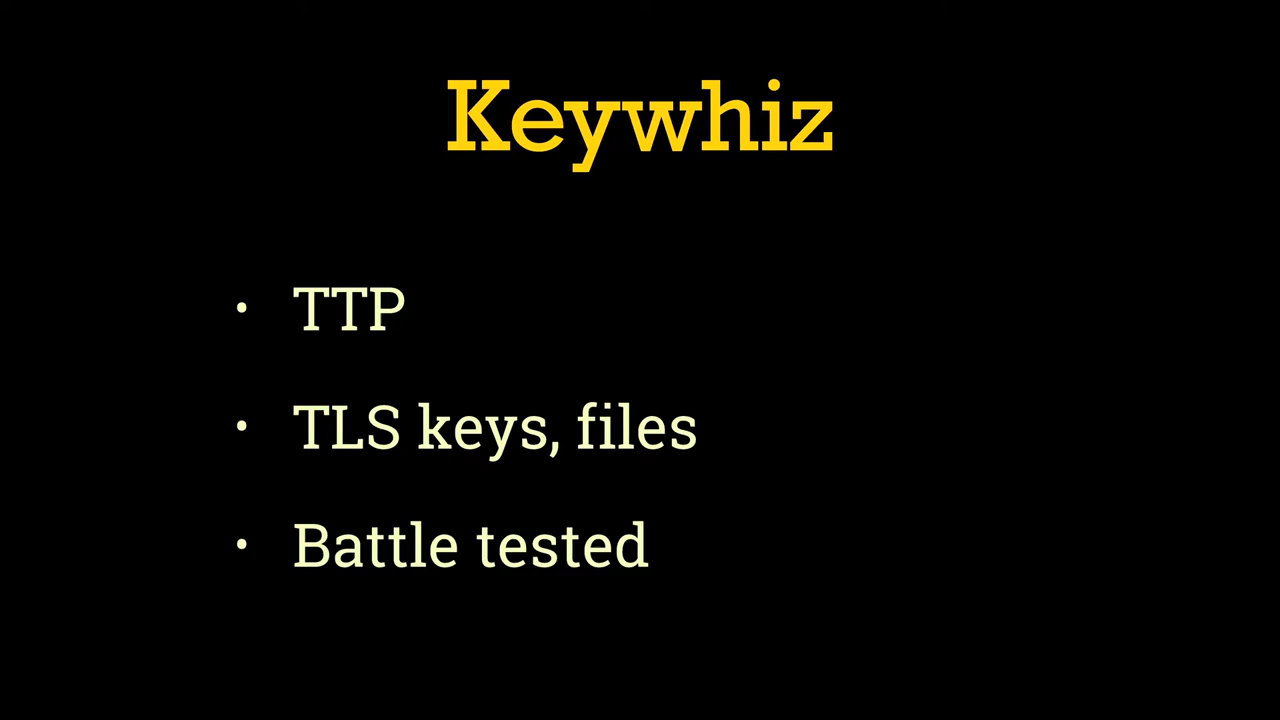 Keywhiz
• TTP
• TLS keys, files
• Battle tested